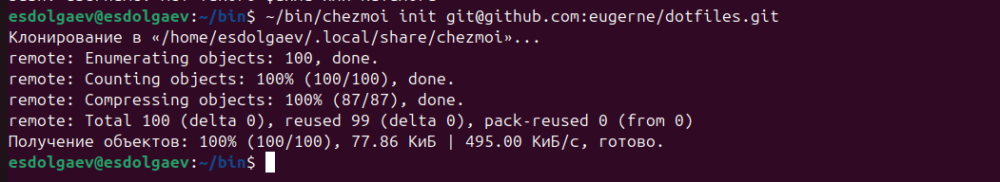 esdolgaev@esdolgaev:~/bin$ ~/bin/chezmoi init git@github.com:eugerne/dotfiles.git
Клонирование в «/home/esdolgaev/.local/share/chezmoi»...
remote: Enumerating objects: 100, done.
remote: Counting objects: 100% (100/100), done.
remote: Compressing objects: 100% (87/87), done.
remote: Total 100 (delta 0), reused 99 (delta 0), pack-reused 0 (from 0)
Получение объектов: 100% (100/100), 77.86 КиБ | 495.00 КиБ/с, готово.
esdolgaev@esdolgaev:~/bin$